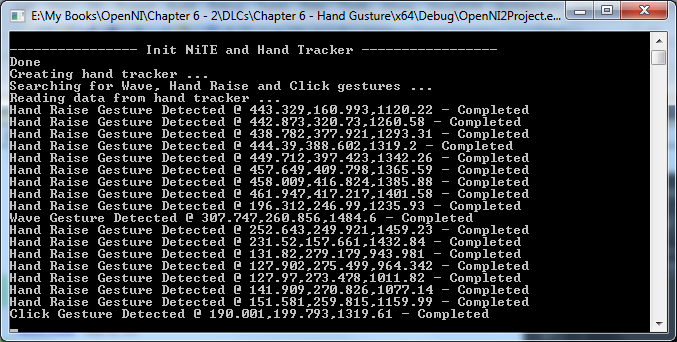 E:\My Books\OpenNI\Chapter 6 - 2\DLCs\Chapter 6 - Hand Gusture\x64\Debug\OpenNI2Project.e...
---------------- Init NiTE and Hand Tracker -----------------
Done
Creating hand tracker ...
Searching for Wave, Hand Raise and Click gestures ...
Reading data from hand tracker ...
Hand Raise Gesture Detected @ 443.329,160.993,1120.22 - Completed
Hand Raise Gesture Detected @ 442.873,320.73,1260.58 - Completed
Hand Raise Gesture Detected @ 438.782,377.921,1293.31 - Completed
Hand Raise Gesture Detected @ 444.39,388.602,1319.2 - Completed
Hand Raise Gesture Detected @ 449.712,397.423,1342.26 - Completed
Hand Raise Gesture Detected @ 457.649,409.798,1365.59 - Completed
Hand Raise Gesture Detected @ 458.009,416.824,1385.88 - Completed
Hand Raise Gesture Detected @ 461.947,417.217,1401.58 - Completed
Hand Raise Gesture Detected @ 196.312,246.99,1235.93 - Completed
Wave Gesture Detected @ 307.747,260.856,1484.6 - Completed
Hand Raise Gesture Detected @ 252.643,249.921,1459.23 - Completed
Hand Raise Gesture Detected @ 231.52,157.661,1432.84 - Completed
Hand Raise Gesture Detected @ 131.82,279.179,943.981 - Completed
Hand Raise Gesture Detected @ 127.902,275.499,964.342 - Completed
Hand Raise Gesture Detected @ 127.97,273.478,1011.82 - Completed
Hand Raise Gesture Detected @ 141.909,270.826,1077.14 - Completed
Hand Raise Gesture Detected @ 151.581,259.815,1159.99 - Completed
Click Gesture Detected @ 190.001,199.793,1319.61 - Completed